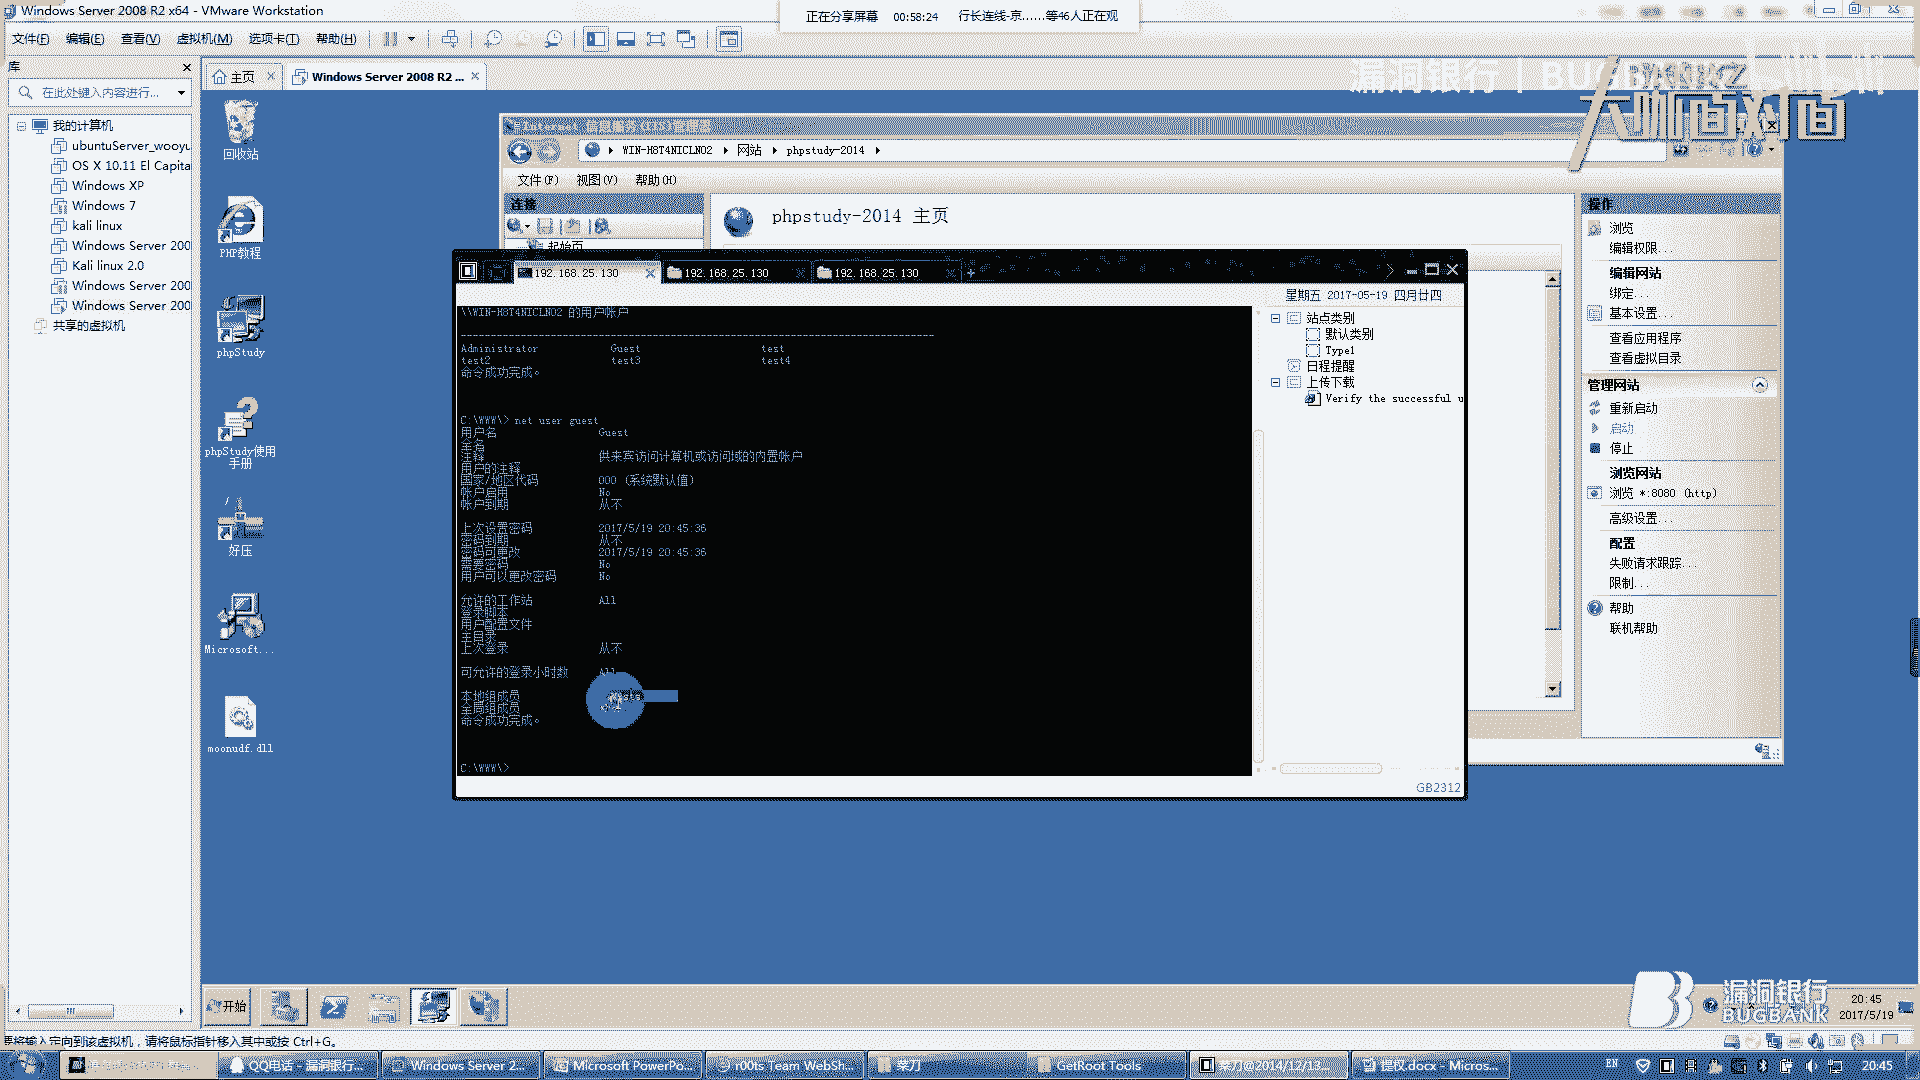 Windows Server 2008 R2 x64 - VMware Workstation
正在分享屏幕 00:58:24 行长连线-京......等46人正在观
文件(F) 编辑(E) 查看(V) 虚拟机(M) 选项卡(T) 帮助(H)
库
在此处键入内容进行...
我的计算机
ubuntuServer_wooyu
OS X 10.11 El Capita
Windows XP
Windows 7
kali linux
Windows Server 200
Kali linux 2.0
Windows Server 200
Windows Server 200
共享的虚拟机
主页
Windows Server 2008 R2 ...
漏洞银行 | BUGBANK
大咖面对面
回收站
PHP教程
phpStudy
phpStudy使用
手册
好压
Microsoft...
moonudf.dll
Internet 信息服务(IIS)管理器
WIN-H8T4NICLNO2 网站 phpstudy-2014
文件(F) 视图(V) 帮助(H)
连接
起始页
phpstudy-2014 主页
操作
浏览
编辑权限...
编辑网站
绑定...
基本设置...
查看应用程序
查看虚拟目录
管理网站
重新启动
启动
停止
浏览网站
浏览 *:8080 (http)
高级设置...
配置
失败请求跟踪...
限制...
帮助
联机帮助
192.168.25.130
192.168.25.130
192.168.25.130
星期五 2017-05-19 四月廿四
站点类别
默认类别
Type1
日程提醒
上传下载
Verify the successful u
\\WIN-H8T4NICLNO2 的用户帐户
Administrator Guest test
test2 test3 test4
命令成功完成。
C:\WWW\> net user guest
用户名 Guest
全名
注释 供来宾访问计算机或访问域的内置帐户
用户的注释
国家/地区代码 000 (系统默认值)
帐户启用 No
帐户到期 从不
上次设置密码 2017/5/19 20:45:36
密码到期 从不
密码可更改 2017/5/19 20:45:36
需要密码 No
用户可以更改密码 No
允许的工作站 All
登录脚本
用户配置文件
主目录
上次登录 从不
可允许的登录小时数 All
本地组成员
全局组成员
命令成功完成。
C:\WWW\>
GB2312
开始
漏洞银行
BUGBANK
20:45
2017/5/19
要将输入定向到该虚拟机，请将鼠标指针移入其中或按 Ctrl+G。
QQ电话 - 漏洞银行...
Windows Server 2...
Microsoft PowerPo...
r00ts Team WebSh...
菜刀
GetRoot Tools
菜刀@2014/12/13...
提权.docx - Micros...
EN
20:45